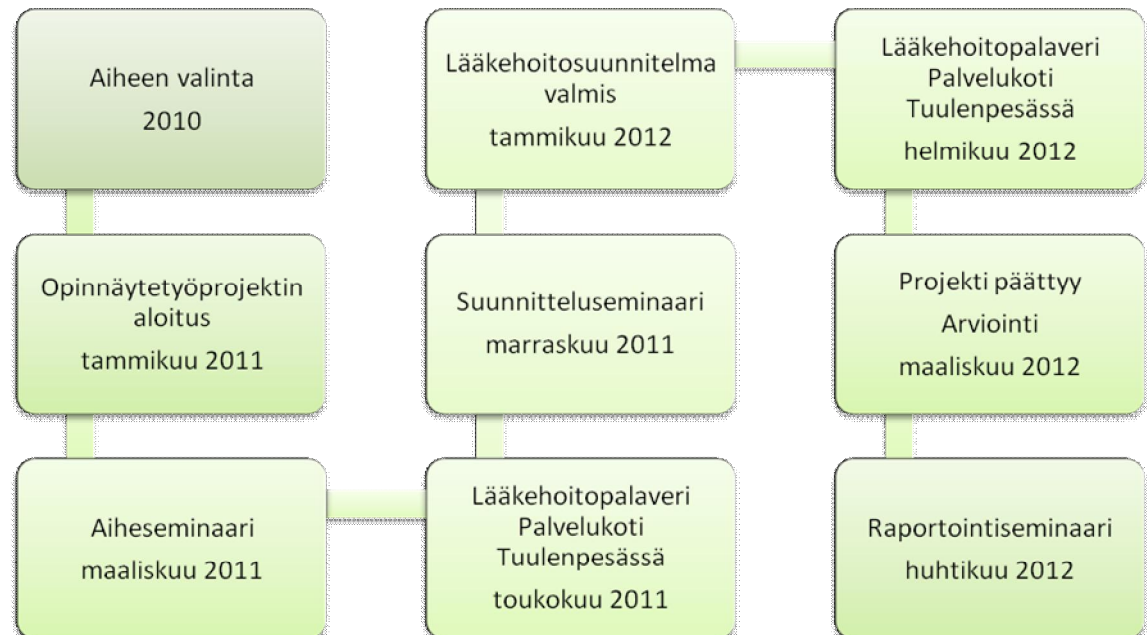 Aiheen valinta
2010
Opinnäytetyöprojektin
aloitus
tammikuu 2011
Aiheseminaari
maaliskuu 2011
Lääkehoitopalaveri
Palvelukoti
Tuulenpesässä
toukokuu 2011
Suunnitteluseminaari
marraskuu 2011
Lääkehoitosuunnitelma
valmis
tammikuu 2012
Lääkehoitopalaveri
Palvelukoti
Tuulenpesässä
helmikuu 2012
Projekti päättyy
Arviointi
maaliskuu 2012
Raportointiseminaari
huhtikuu 2012